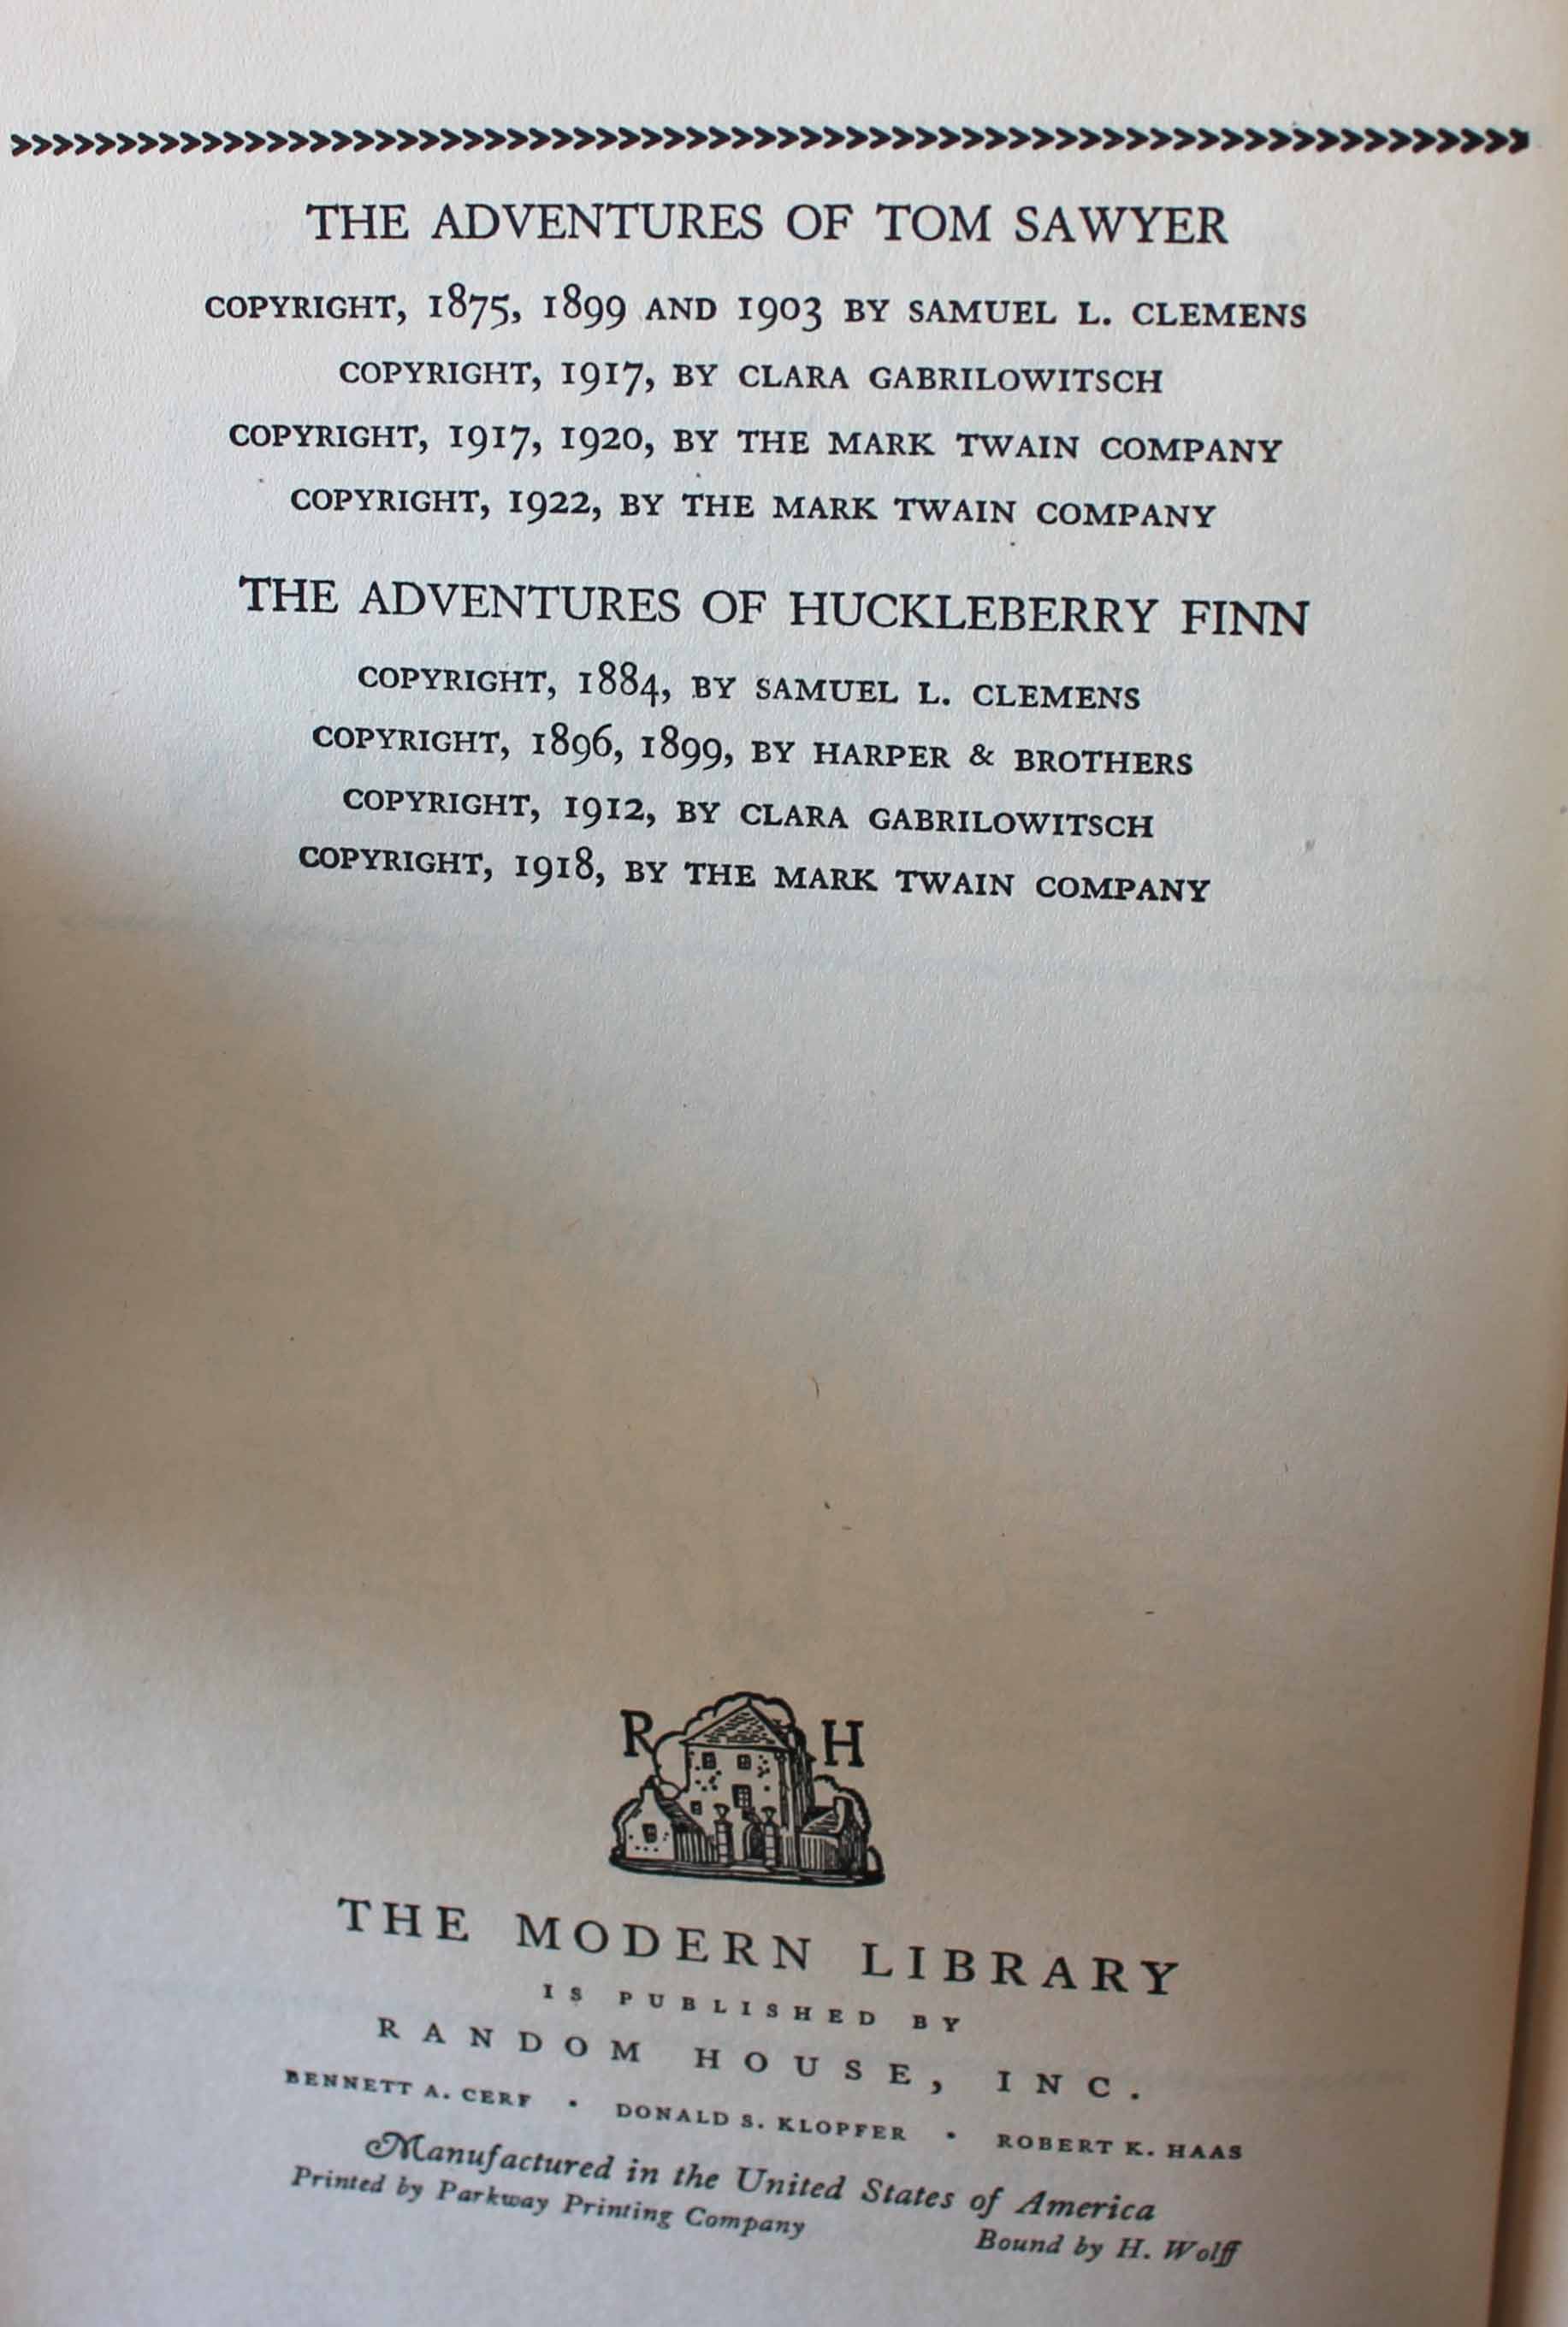 THE ADVENTURES OF TOM SAWYER
COPYRIGHT, 1875, 1899 AND 1903 BY SAMUEL L. CLEMENS
COPYRIGHT, 1917, BY CLARA GABRILOWITSCH
COPYRIGHT, 1917, 1920, BY THE MARK TWAIN COMPANY
COPYRIGHT, 1922, BY THE MARK TWAIN COMPANY
THE ADVENTURES OF HUCKLEBERRY FINN
COPYRIGHT, 1884, BY SAMUEL L. CLEMENS
COPYRIGHT, 1896, 1899, BY HARPER & BROTHERS
COPYRIGHT, 1912, BY CLARA GABRILOWITSCH
COPYRIGHT, 1918, BY THE MARK TWAIN COMPANY
R H
THE MODERN LIBRARY
IS PUBLISHED BY
RANDOM HOUSE, INC.
BENNETT A. CERF • DONALD S. KLOPFER • ROBERT K. HAAS
Manufactured in the United States of America
Printed by Parkway Printing Company Bound by H. Wolff